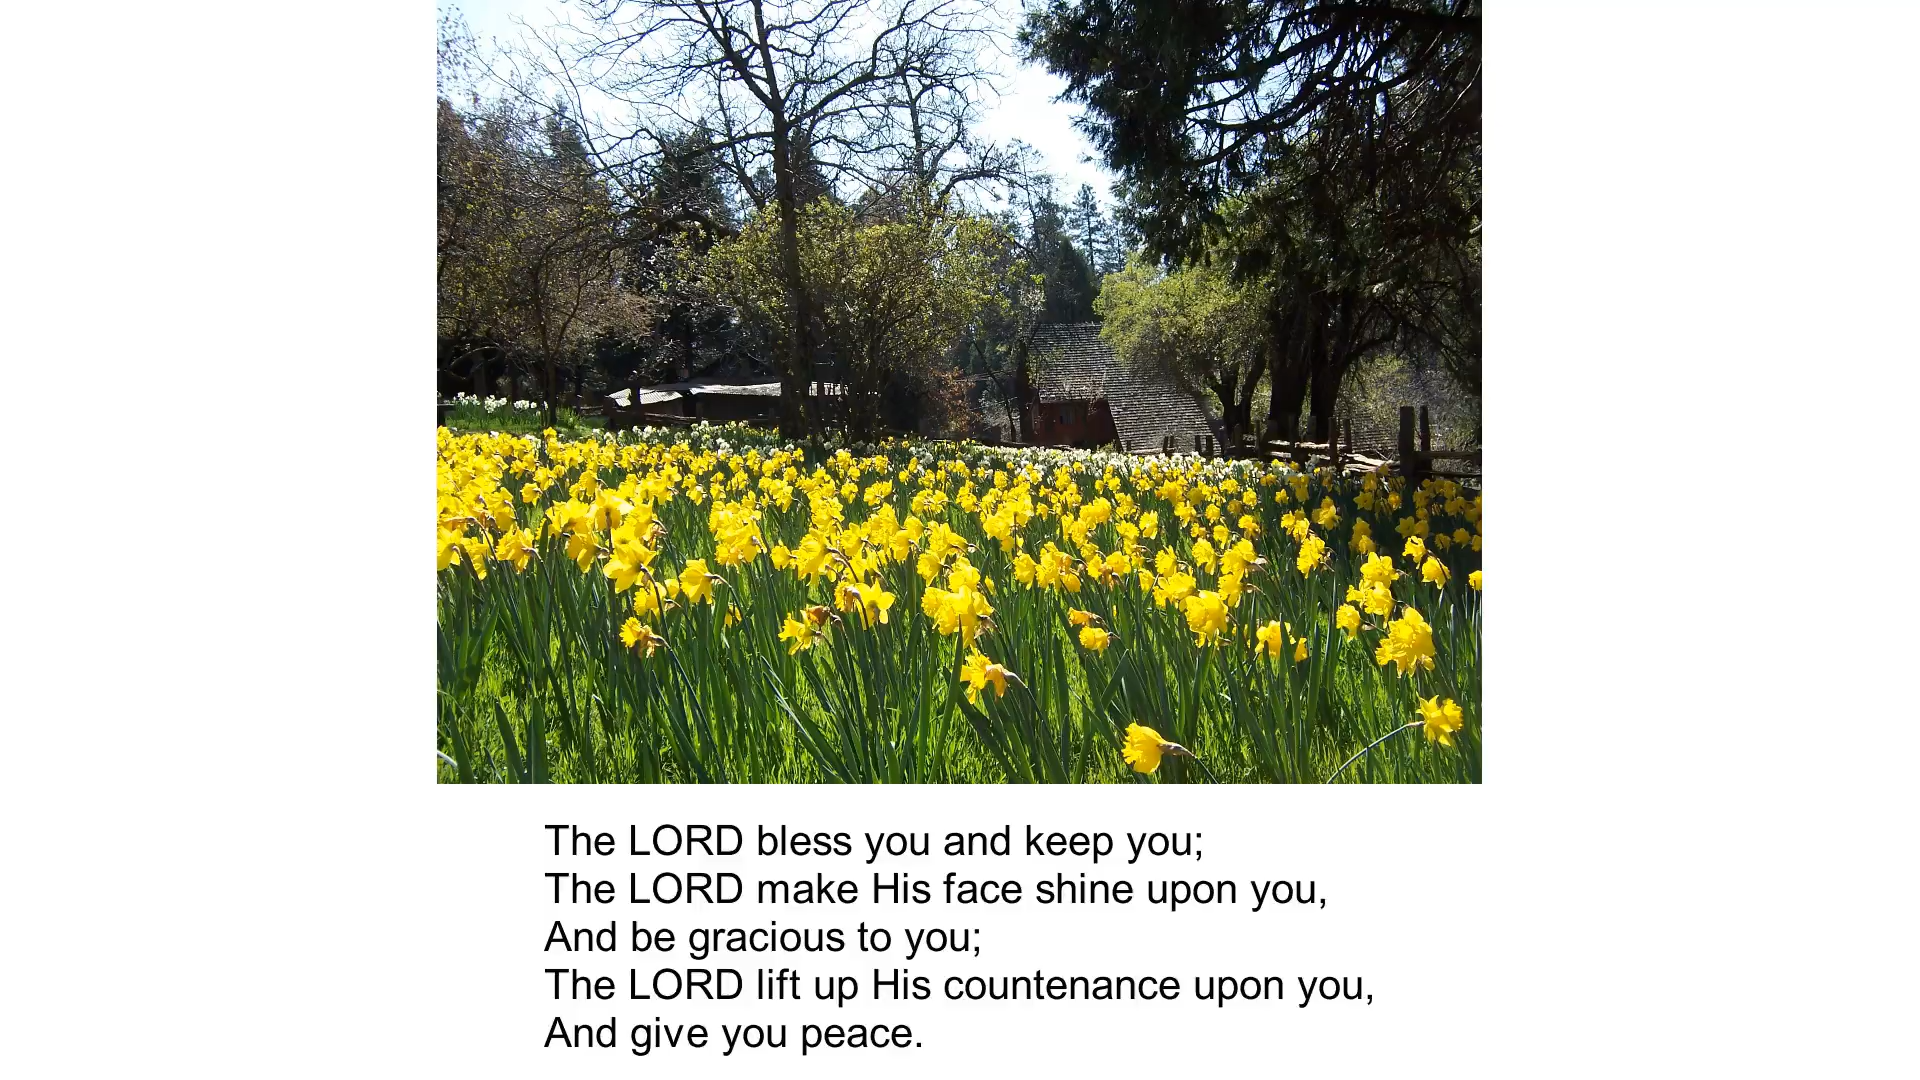 The LORD bless you and keep you;
The LORD make His face shine upon you,
And be gracious to you;
The LORD lift up His countenance upon you,
And give you peace.